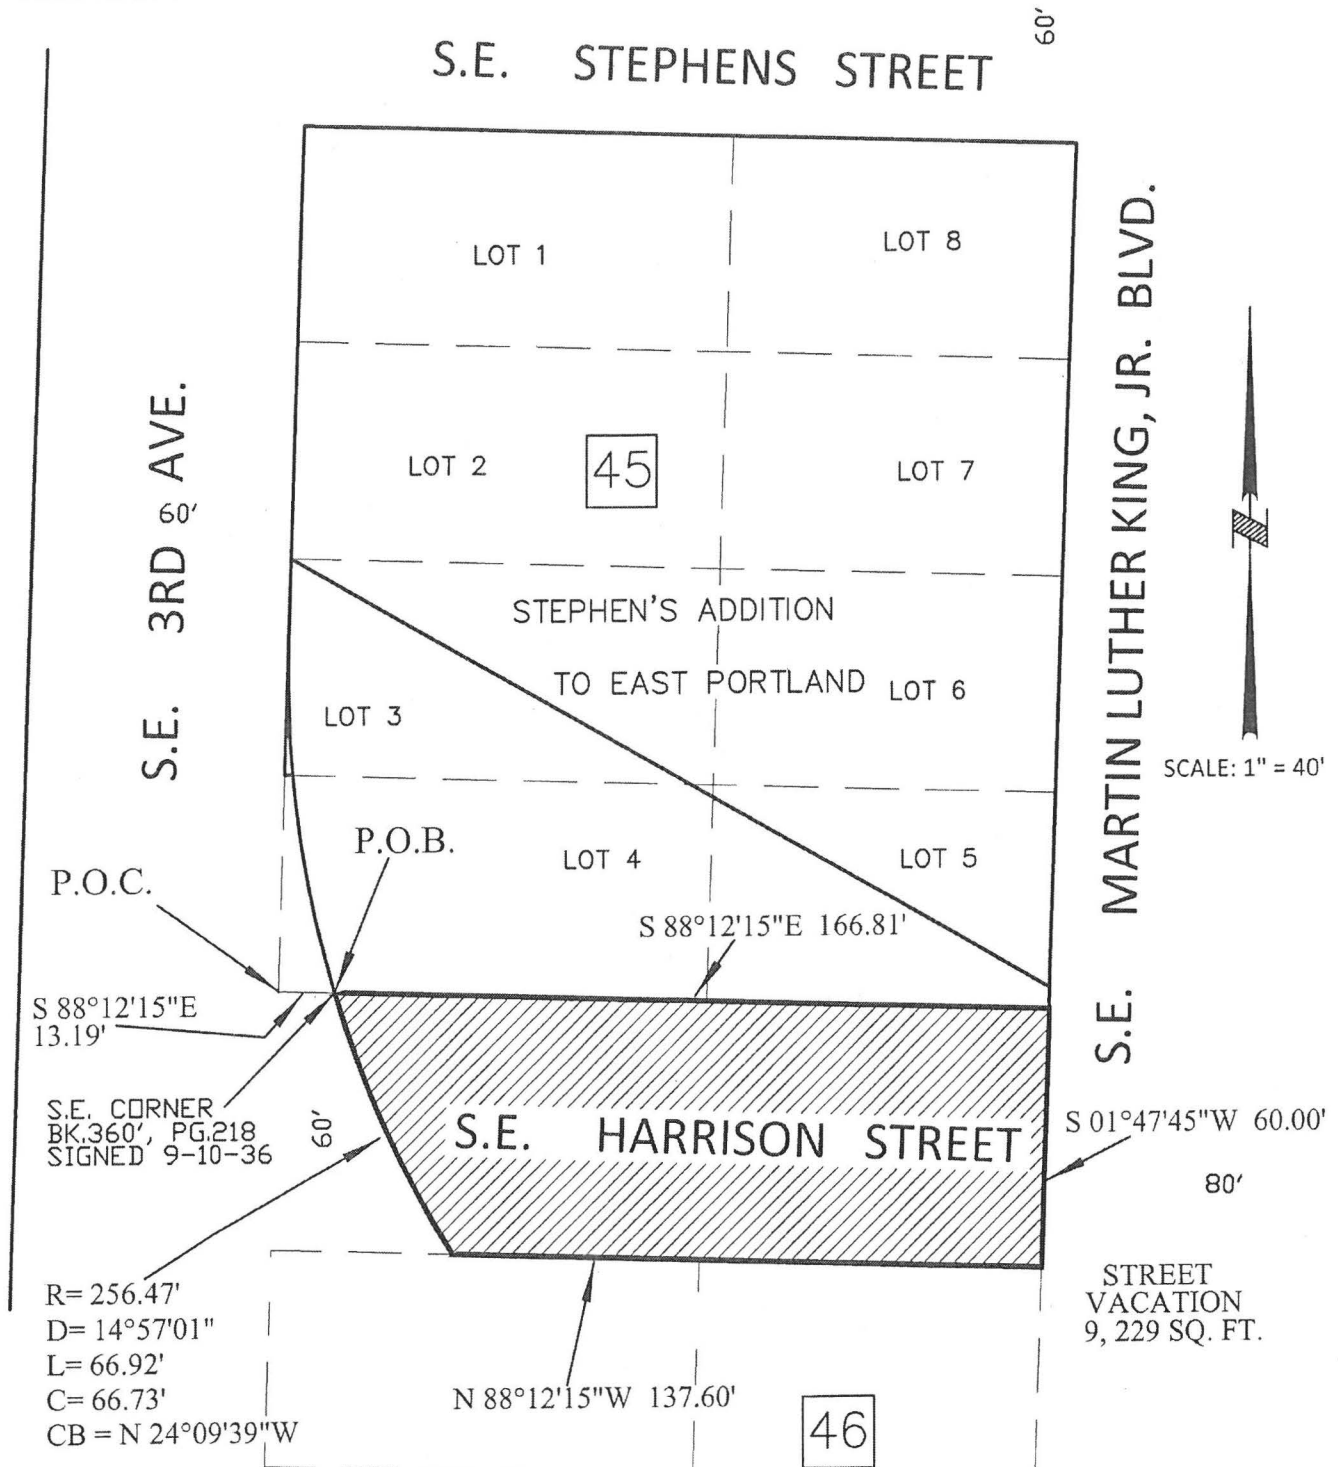 60'
S.E. STEPHENS STREET
LOT 1
LOT 8
S.E. 3RD AVE.
60'
LOT 2
45
LOT 7
S.E. MARTIN LUTHER KING, JR. BLVD.
STEPHEN'S ADDITION
TO EAST PORTLAND
LOT 6
LOT 3
SCALE: 1" = 40'
P.O.B.
LOT 4
LOT 5
P.O.C.
S 88°12'15"E 166.81'
S 88°12'15"E
13.19'
S.E. CORNER
BK.360', PG.218
SIGNED 9-10-36
60'
S.E. HARRISON STREET
S 01°47'45"W 60.00'
80'
R= 256.47'
D= 14°57'01"
L= 66.92'
C= 66.73'
CB = N 24°09'39"W
N 88°12'15"W 137.60'
STREET
VACATION
9, 229 SQ. FT.
46